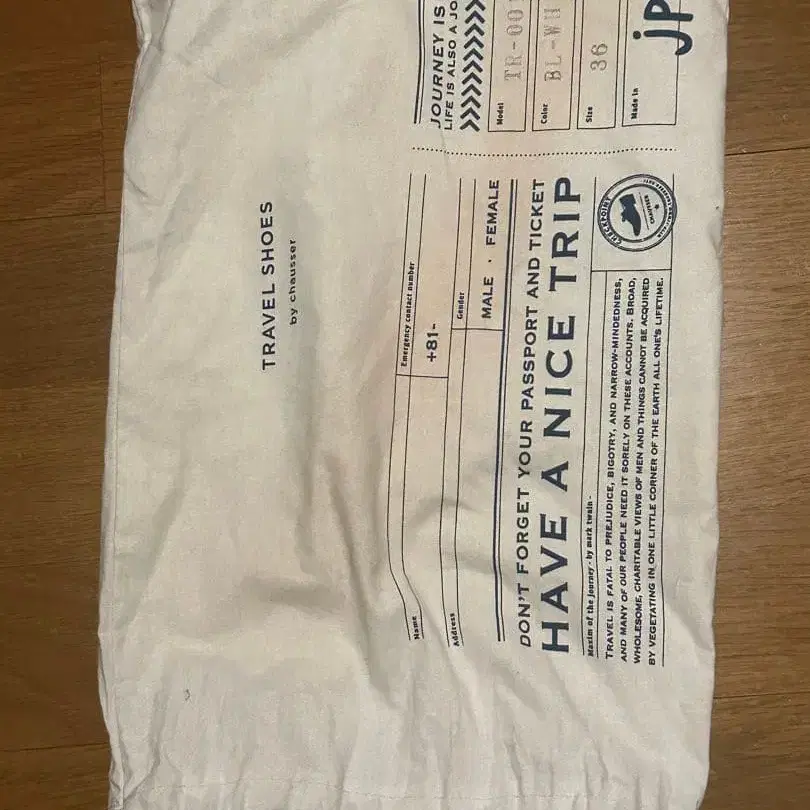 TRAVEL SHOES
by chausser
JOURNEY IS
LIFE IS ALSO A JO
Model
TR-00
Color
BL-WH
Size
36
Made in
jp
Emergency contact number
+81-
Name
Gender
MALE · FEMALE
Address
DON'T FORGET YOUR PASSPORT AND TICKET
HAVE A NICE TRIP
Maxim of the journey - by mark twain -
TRAVEL IS FATAL TO PREJUDICE, BIGOTRY, AND NARROW-MINDEDNESS,
AND MANY OF OUR PEOPLE NEED IT SORELY ON THESE ACCOUNTS. BROAD,
WHOLESOME, CHARITABLE VIEWS OF MEN AND THINGS CANNOT BE ACQUIRED
BY VEGETATING IN ONE LITTLE CORNER OF THE EARTH ALL ONE'S LIFETIME.
CHECKPOINT
CHAUSSER